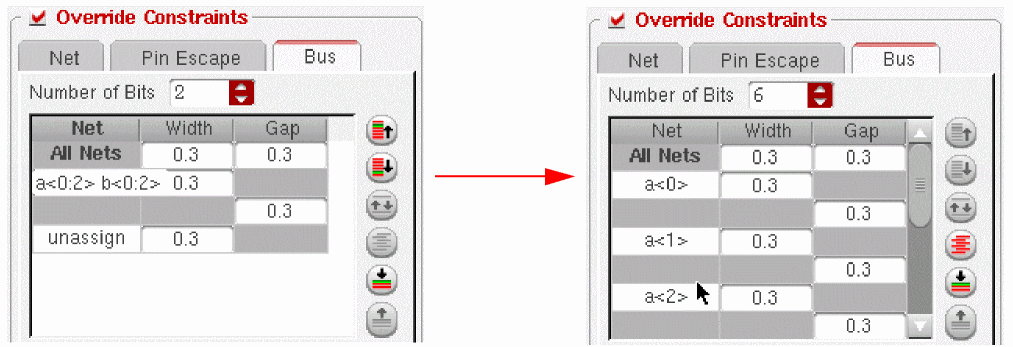 Override Constraints
Net Pin Escape Bus
Number of Bits 2
Net Width Gap
All Nets 0.3 0.3
a<0:2> b<0:2> 0.3
0.3
unassign 0.3
Override Constraints
Net Pin Escape Bus
Number of Bits 6
Net Width Gap
All Nets 0.3 0.3
a<0> 0.3
0.3
a<1> 0.3
0.3
a<2> 0.3
0.3